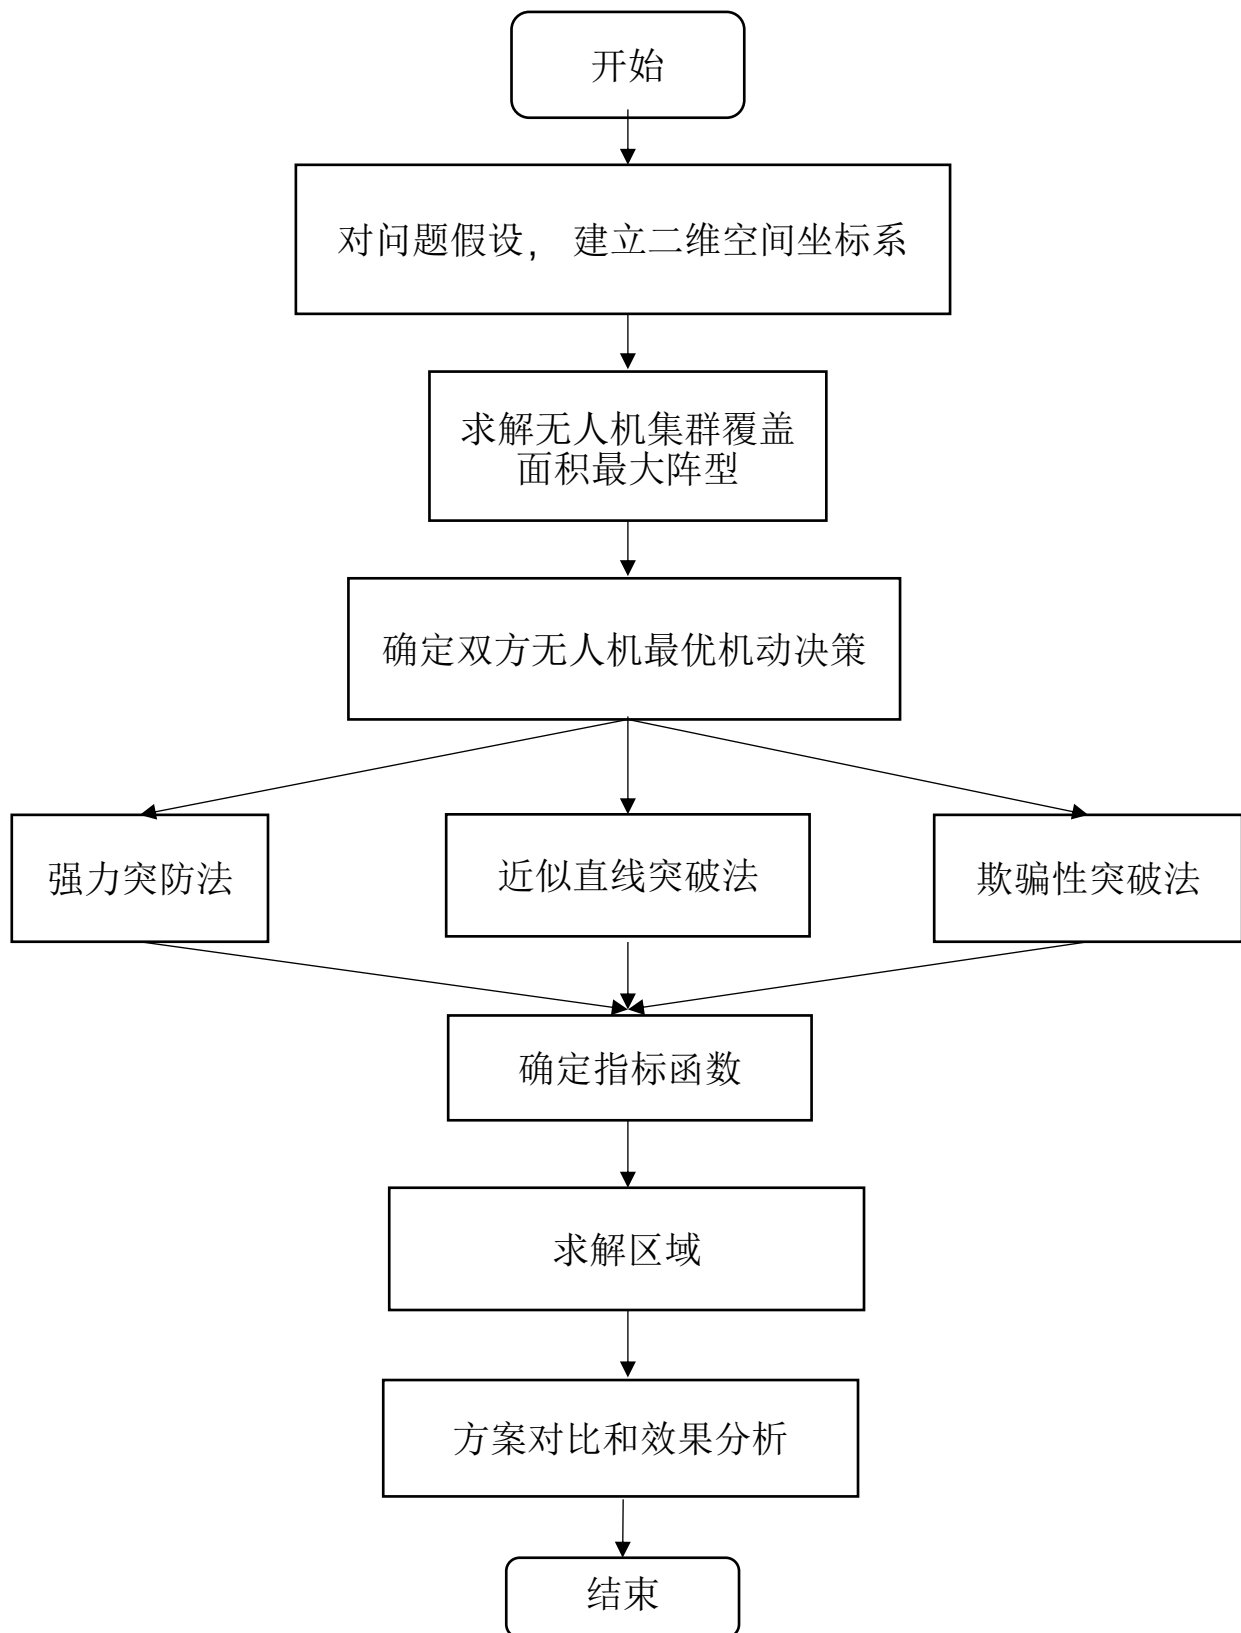 开始
对问题假设， 建立二维空间坐标系
求解无人机集群覆盖
面积最大阵型
确定双方无人机最优机动决策
强力突防法
近似直线突破法
欺骗性突破法
确定指标函数
求解区域
方案对比和效果分析
结束